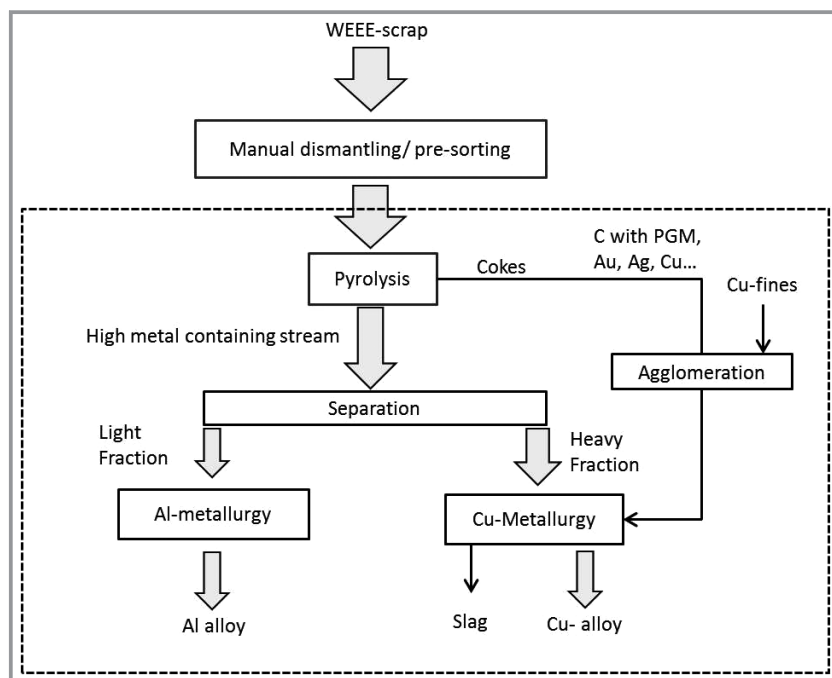 WEEE-scrap
Manual dismantling/ pre-sorting
C with PGM,
Au, Ag, Cu...
Pyrolysis
Cokes
Cu-fines
High metal containing stream
Agglomeration
Separation
Light
Fraction
Heavy
Fraction
Al-metallurgy
Cu-Metallurgy
Al alloy
Slag
Cu- alloy